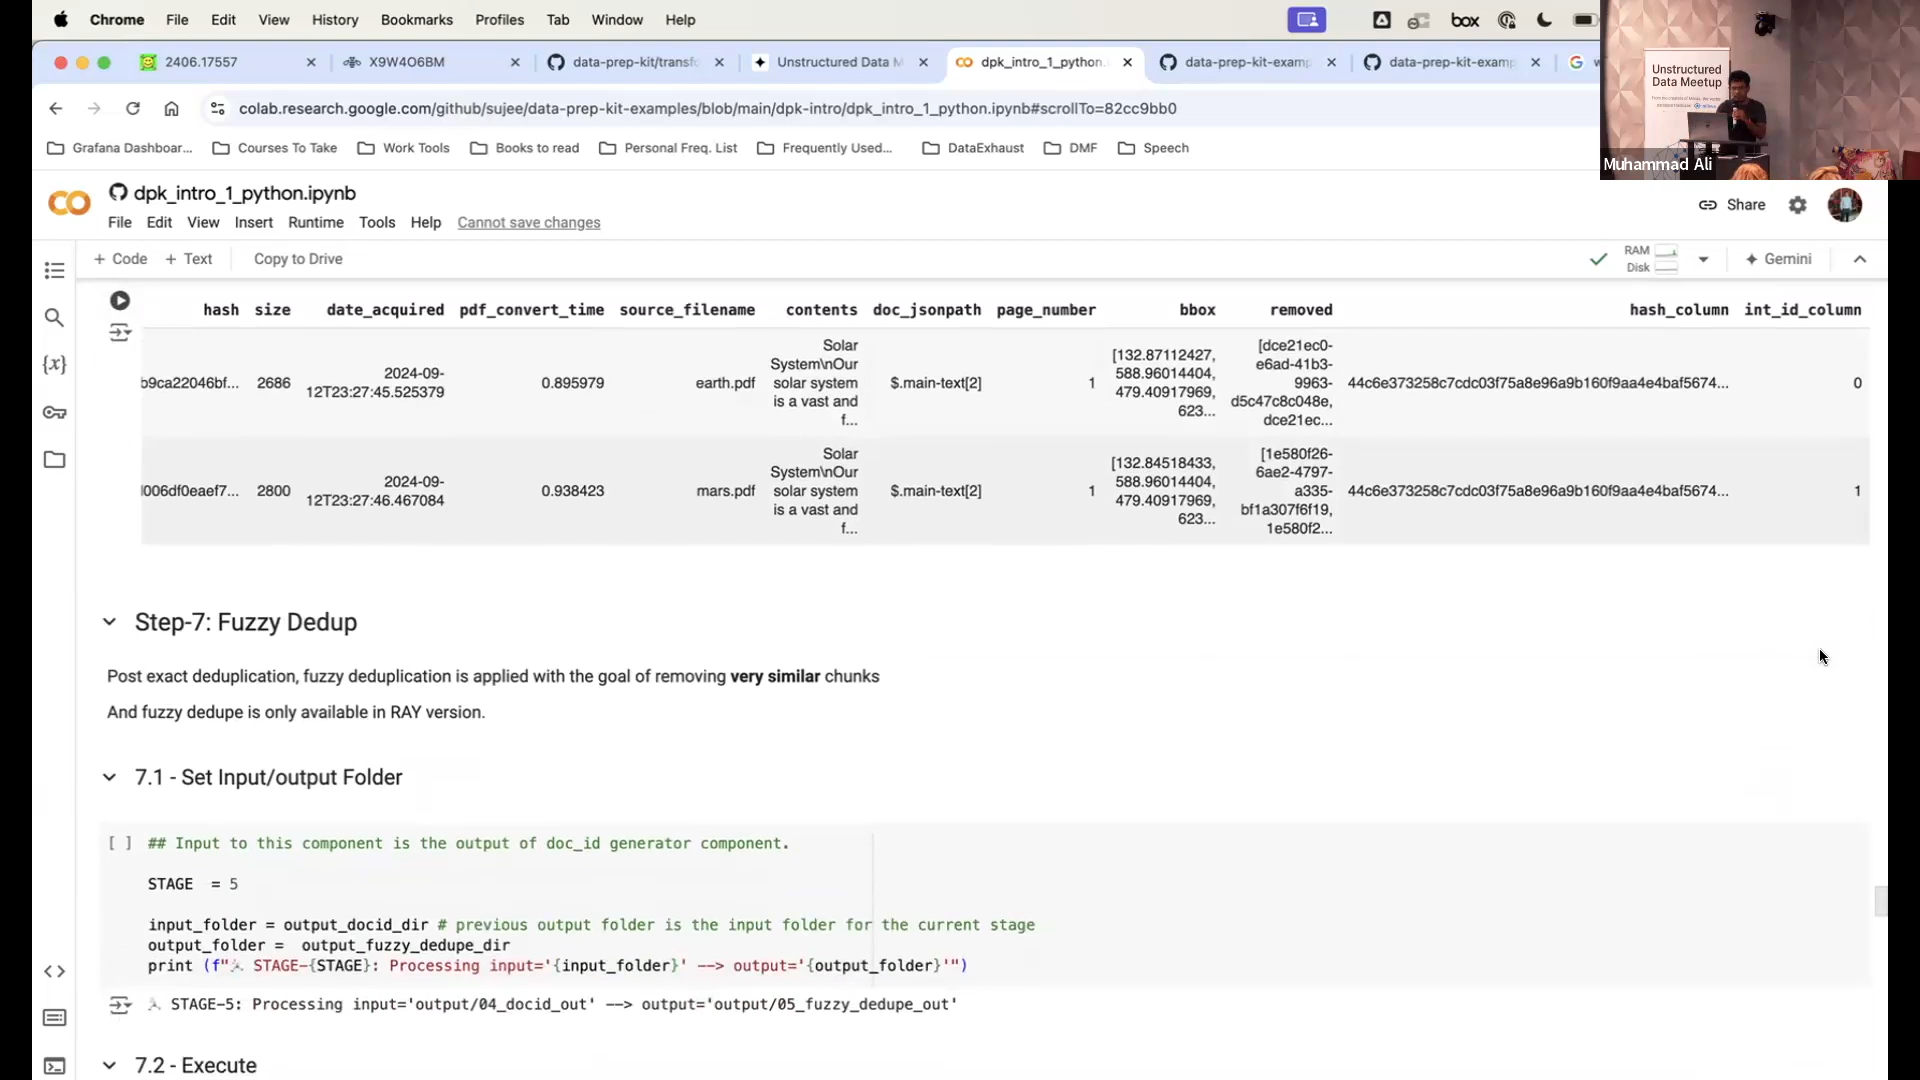 Chrome File Edit View History Bookmarks Profiles Tab Window Help
box
2406.17557
X9W4O6BM
data-prep-kit/transfo
Unstructured Data M
dpk_intro_1_python.
data-prep-kit-examp
data-prep-kit-examp
colab.research.google.com/github/sujee/data-prep-kit-examples/blob/main/dpk-intro/dpk_intro_1_python.ipynb#scrollTo=82cc9bb0
Grafana Dashboar...
Courses To Take
Work Tools
Books to read
Personal Freq. List
Frequently Used...
DataExhaust
DMF
Speech
Unstructured
Data Meetup
Muhammad Ali
dpk_intro_1_python.ipynb
File Edit View Insert Runtime Tools Help Cannot save changes
Share
+ Code + Text Copy to Drive
RAM
Disk
Gemini
hash size date_acquired pdf_convert_time source_filename contents doc_jsonpath page_number bbox removed hash_column int_id_column
b9ca22046bf... 2686 2024-09-12T23:27:45.525379 0.895979 earth.pdf Solar System\nOur solar system is a vast and f... $.main-text[2] 1 [132.87112427, 588.96014404, 479.40917969, 623... [dce21ec0-e6ad-41b3-9963-d5c47c8c048e, dce21ec... 44c6e373258c7cdc03f75a8e96a9b160f9aa4e4baf5674... 0
006df0eaef7... 2800 2024-09-12T23:27:46.467084 0.938423 mars.pdf Solar System\nOur solar system is a vast and f... $.main-text[2] 1 [132.84518433, 588.96014404, 479.40917969, 623... [1e580f26-6ae2-4797-a335-bf1a307f6f19, 1e580f2... 44c6e373258c7cdc03f75a8e96a9b160f9aa4e4baf5674... 1
Step-7: Fuzzy Dedup
Post exact deduplication, fuzzy deduplication is applied with the goal of removing very similar chunks
And fuzzy dedupe is only available in RAY version.
7.1 - Set Input/output Folder
[ ] ## Input to this component is the output of doc_id generator component.
STAGE = 5
input_folder = output_docid_dir # previous output folder is the input folder for the current stage
output_folder = output_fuzzy_dedupe_dir
print (f"🏃 STAGE-{STAGE}: Processing input='{input_folder}' --> output='{output_folder}'")
🏃 STAGE-5: Processing input='output/04_docid_out' --> output='output/05_fuzzy_dedupe_out'
7.2 - Execute